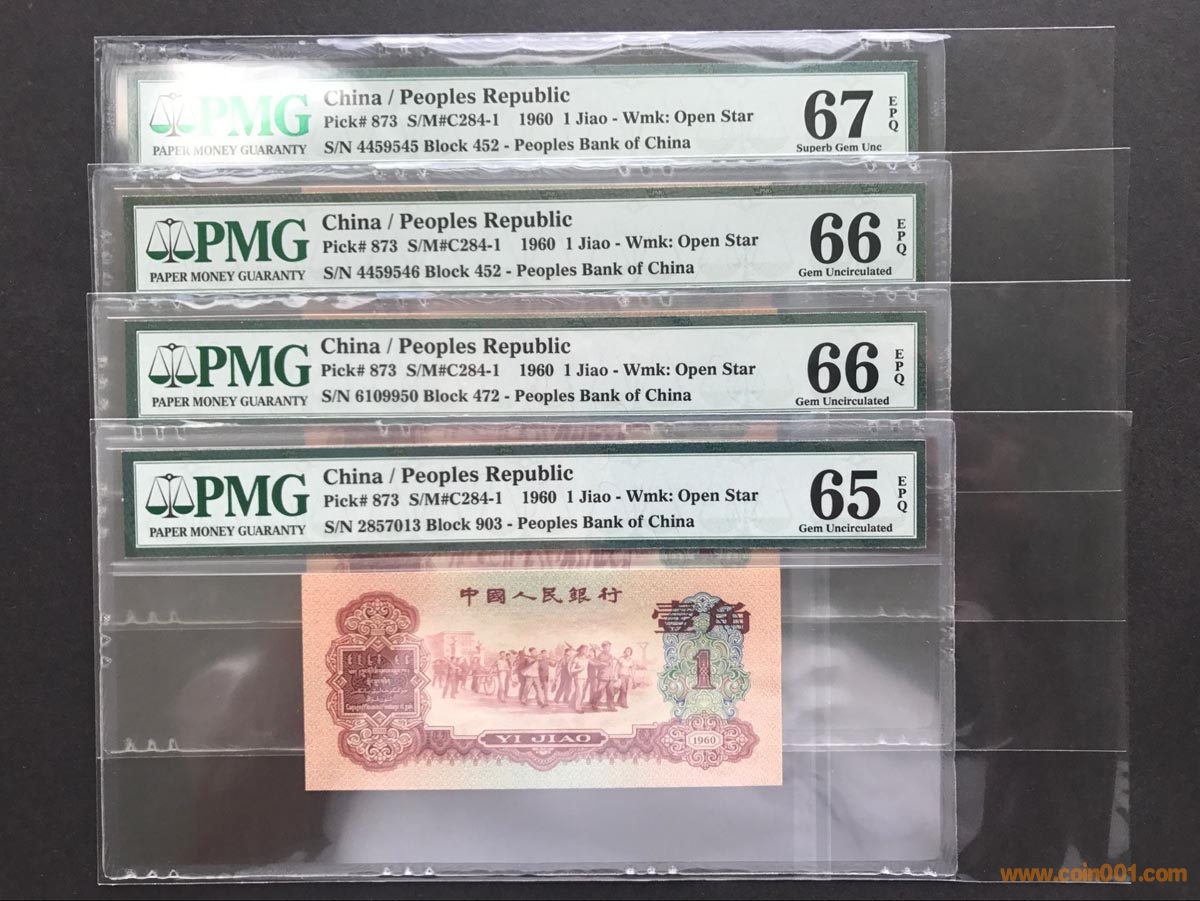 PMG
PAPER MONEY GUARANTY
China / Peoples Republic
Pick# 873 S/M#C284-1 1960 1 Jiao - Wmk: Open Star
S/N 4459545 Block 452 - Peoples Bank of China
67
EPQ
Superb Gem Unc
PMG
PAPER MONEY GUARANTY
China / Peoples Republic
Pick# 873 S/M#C284-1 1960 1 Jiao - Wmk: Open Star
S/N 4459546 Block 452 - Peoples Bank of China
66
EPQ
Gem Uncirculated
PMG
PAPER MONEY GUARANTY
China / Peoples Republic
Pick# 873 S/M#C284-1 1960 1 Jiao - Wmk: Open Star
S/N 6109950 Block 472 - Peoples Bank of China
66
EPQ
Gem Uncirculated
PMG
PAPER MONEY GUARANTY
China / Peoples Republic
Pick# 873 S/M#C284-1 1960 1 Jiao - Wmk: Open Star
S/N 2857013 Block 903 - Peoples Bank of China
65
EPQ
Gem Uncirculated
中國人民銀行
壹角
1
YI JIAO
1960
www.coin001.com